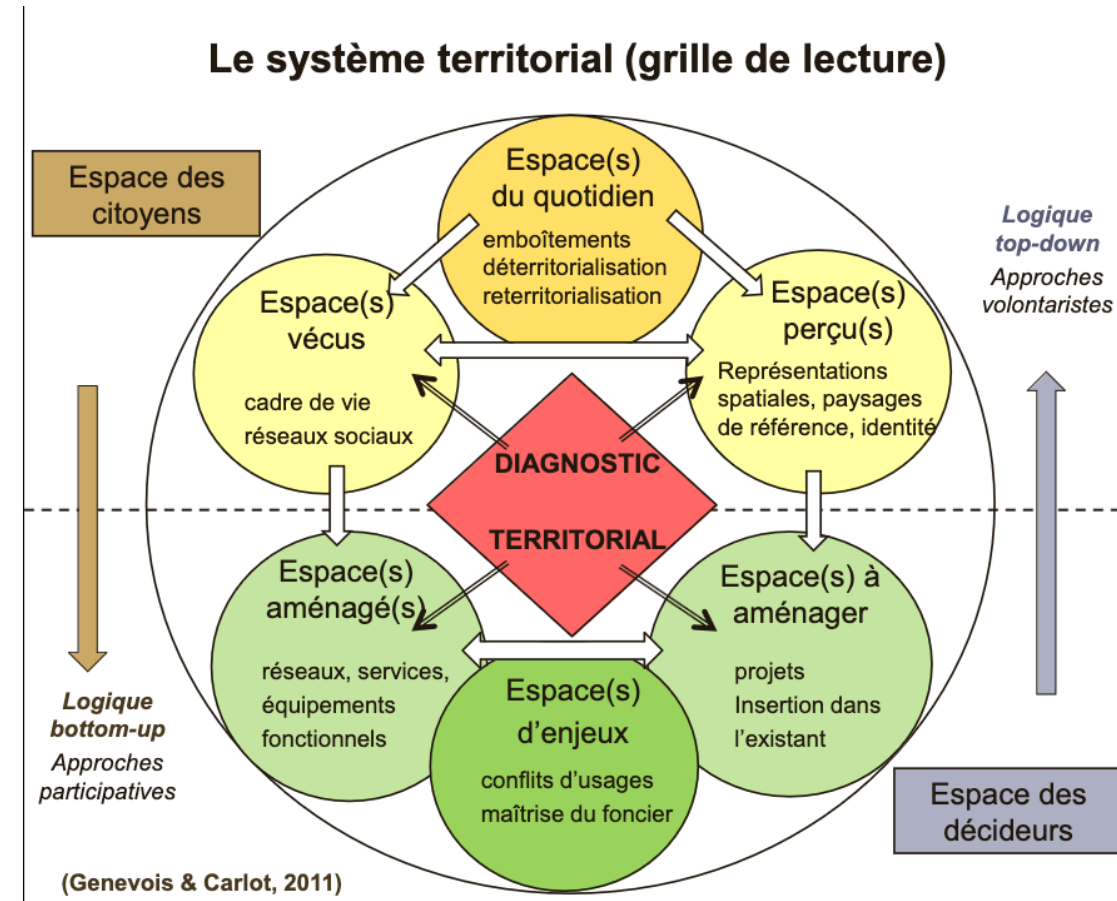 Le système territorial (grille de lecture)
Espace des
citoyens
Espace(s)
du quotidien
emboîtements
déterritorialisation
reterritorialisation
Logique
top-down
Approches
volontaristes
Espace(s)
vécus
cadre de vie
réseaux sociaux
Espace(s)
perçu(s)
Représentations
spatiales, paysages
de référence, identité
DIAGNOSTIC
TERRITORIAL
Espace(s)
aménagé(s)
réseaux, services,
équipements
fonctionnels
Espace(s) à
aménager
projets
Insertion dans
l’existant
Espace(s)
d’enjeux
conflits d’usages
maîtrise du foncier
Logique
bottom-up
Approches
participatives
Espace des
décideurs
(Genevois & Carlot, 2011)